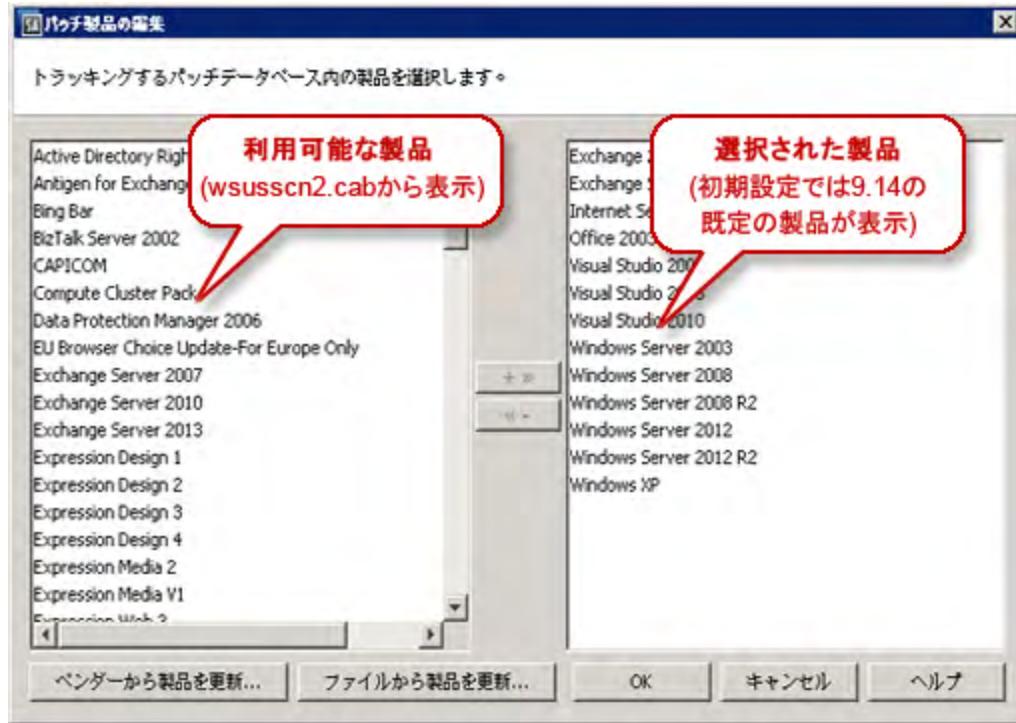 パッチ製品の編集
トラッキングするパッチデータベース内の製品を選択します。
利用可能な製品
(wsusscn2.cabから表示)
Active Directory Righ
Antigen for Exchang
Bing Bar
BizTalk Server 2002
CAPICOM
Compute Cluster Pack
Data Protection Manager 2006
EU Browser Choice Update-For Europe Only
Exchange Server 2007
Exchange Server 2010
Exchange Server 2013
Expression Design 1
Expression Design 2
Expression Design 3
Expression Design 4
Expression Media 2
Expression Media V1
+ »
« -
選択された製品
(初期設定では9.14の
既定の製品が表示)
Exchange
Exchange
Internet Se
Office 2003
Visual Studio 200
Visual Studio
Visual Studio 2010
Windows Server 2003
Windows Server 2008
Windows Server 2008 R2
Windows Server 2012
Windows Server 2012 R2
Windows XP
ベンダーから製品を更新...
ファイルから製品を更新...
OK
キャンセル
ヘルプ